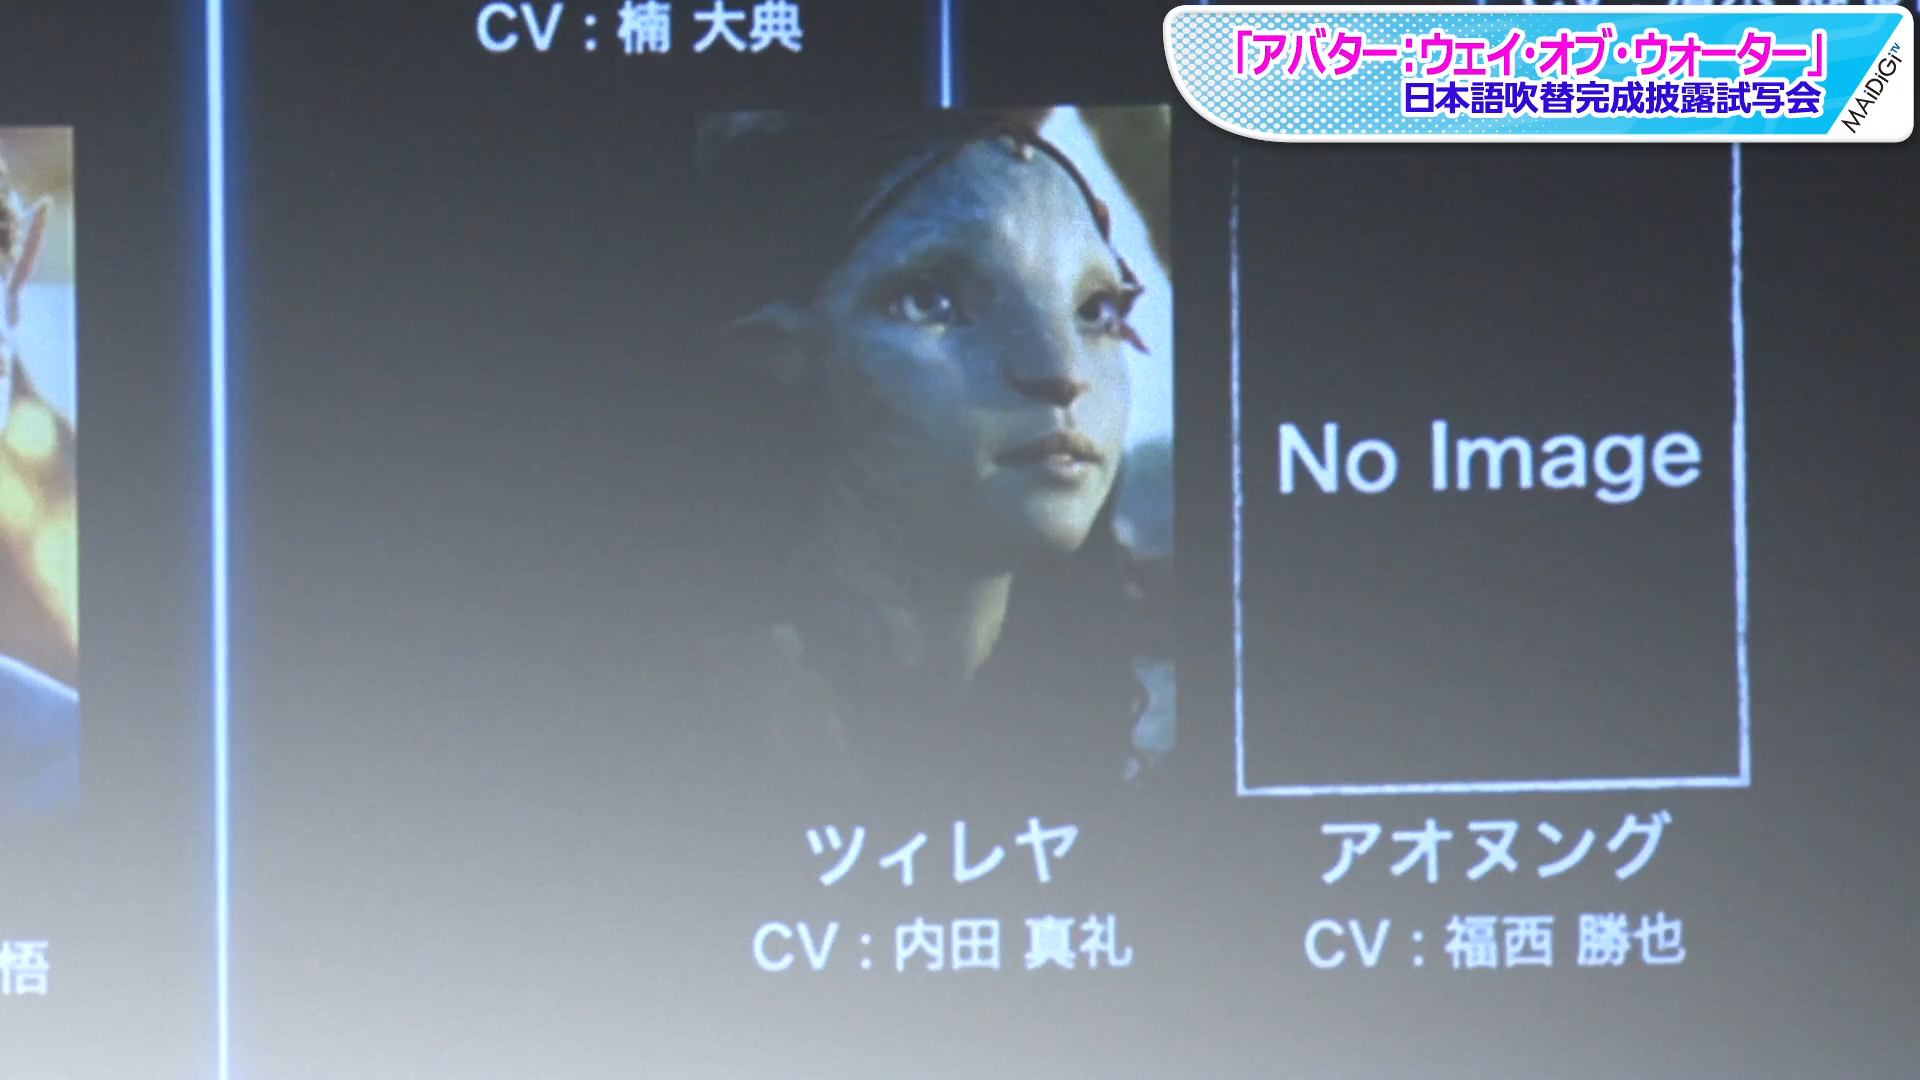 CV：楠 大典
「アバター：ウェイ・オブ・ウォーター」
日本語吹替完成披露試写会
MAiDiGiTV
No Image
ツィレヤ
アオヌング
CV：内田 真礼
CV：福西 勝也
悟